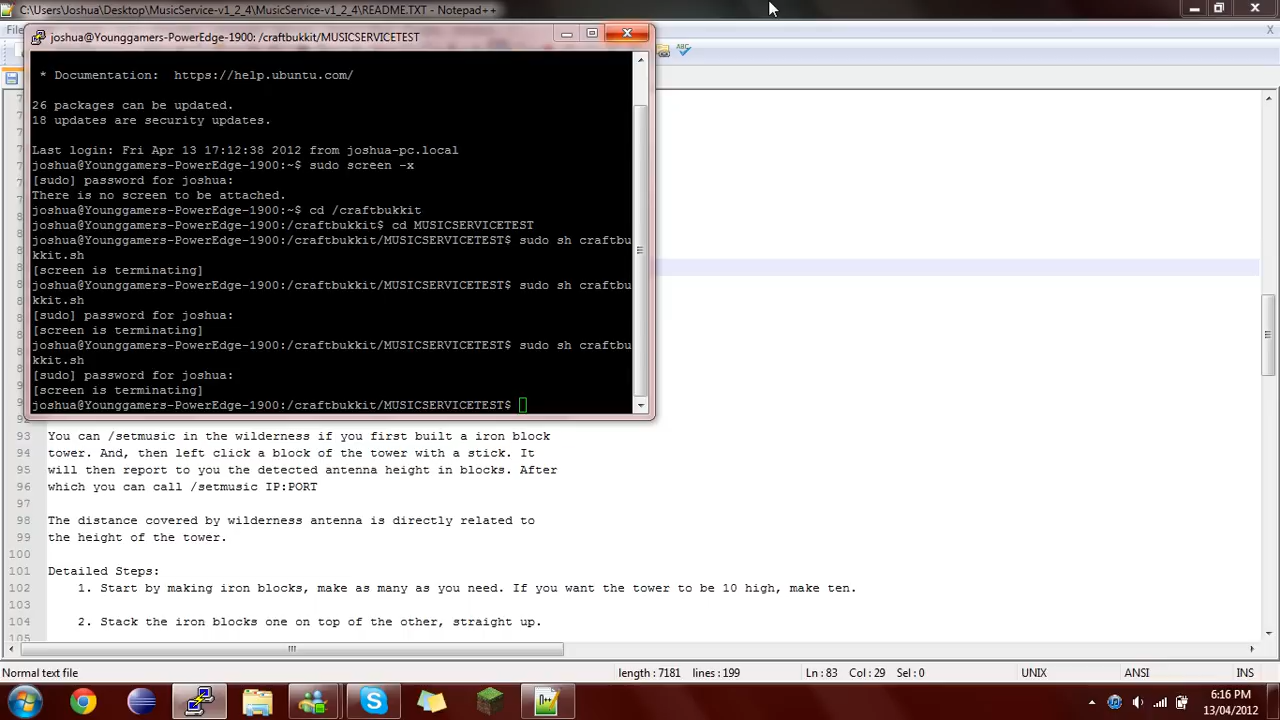 C:\Users\Joshua\Desktop\MusicService-v1_2_4\MusicService-v1_2_4\README.TXT - Notepad++
joshua@Younggamers-PowerEdge-1900: /craftbukkit/MUSICSERVICETEST
* Documentation:  https://help.ubuntu.com/
26 packages can be updated.
18 updates are security updates.
Last login: Fri Apr 13 17:12:38 2012 from joshua-pc.local
joshua@Younggamers-PowerEdge-1900:~$ sudo screen -x
[sudo] password for joshua:
There is no screen to be attached.
joshua@Younggamers-PowerEdge-1900:~$ cd /craftbukkit
joshua@Younggamers-PowerEdge-1900:/craftbukkit$ cd MUSICSERVICETEST
joshua@Younggamers-PowerEdge-1900:/craftbukkit/MUSICSERVICETEST$ sudo sh craftbu
kkit.sh
[screen is terminating]
joshua@Younggamers-PowerEdge-1900:/craftbukkit/MUSICSERVICETEST$ sudo sh craftbu
kkit.sh
[sudo] password for joshua:
[screen is terminating]
joshua@Younggamers-PowerEdge-1900:/craftbukkit/MUSICSERVICETEST$ sudo sh craftbu
kkit.sh
[sudo] password for joshua:
[screen is terminating]
joshua@Younggamers-PowerEdge-1900:/craftbukkit/MUSICSERVICETEST$
93 You can /setmusic in the wilderness if you first built a iron block
94 tower. And, then left click a block of the tower with a stick. It
95 will then report to you the detected antenna height in blocks. After
96 which you can call /setmusic IP:PORT
97
98 The distance covered by wilderness antenna is directly related to
99 the height of the tower.
100
101 Detailed Steps:
102 1. Start by making iron blocks, make as many as you need. If you want the tower to be 10 high, make ten.
103
104 2. Stack the iron blocks one on top of the other, straight up.
105
Normal text file length : 7181 lines : 199 Ln : 83 Col : 29 Sel : 0 UNIX ANSI INS
6:16 PM
13/04/2012